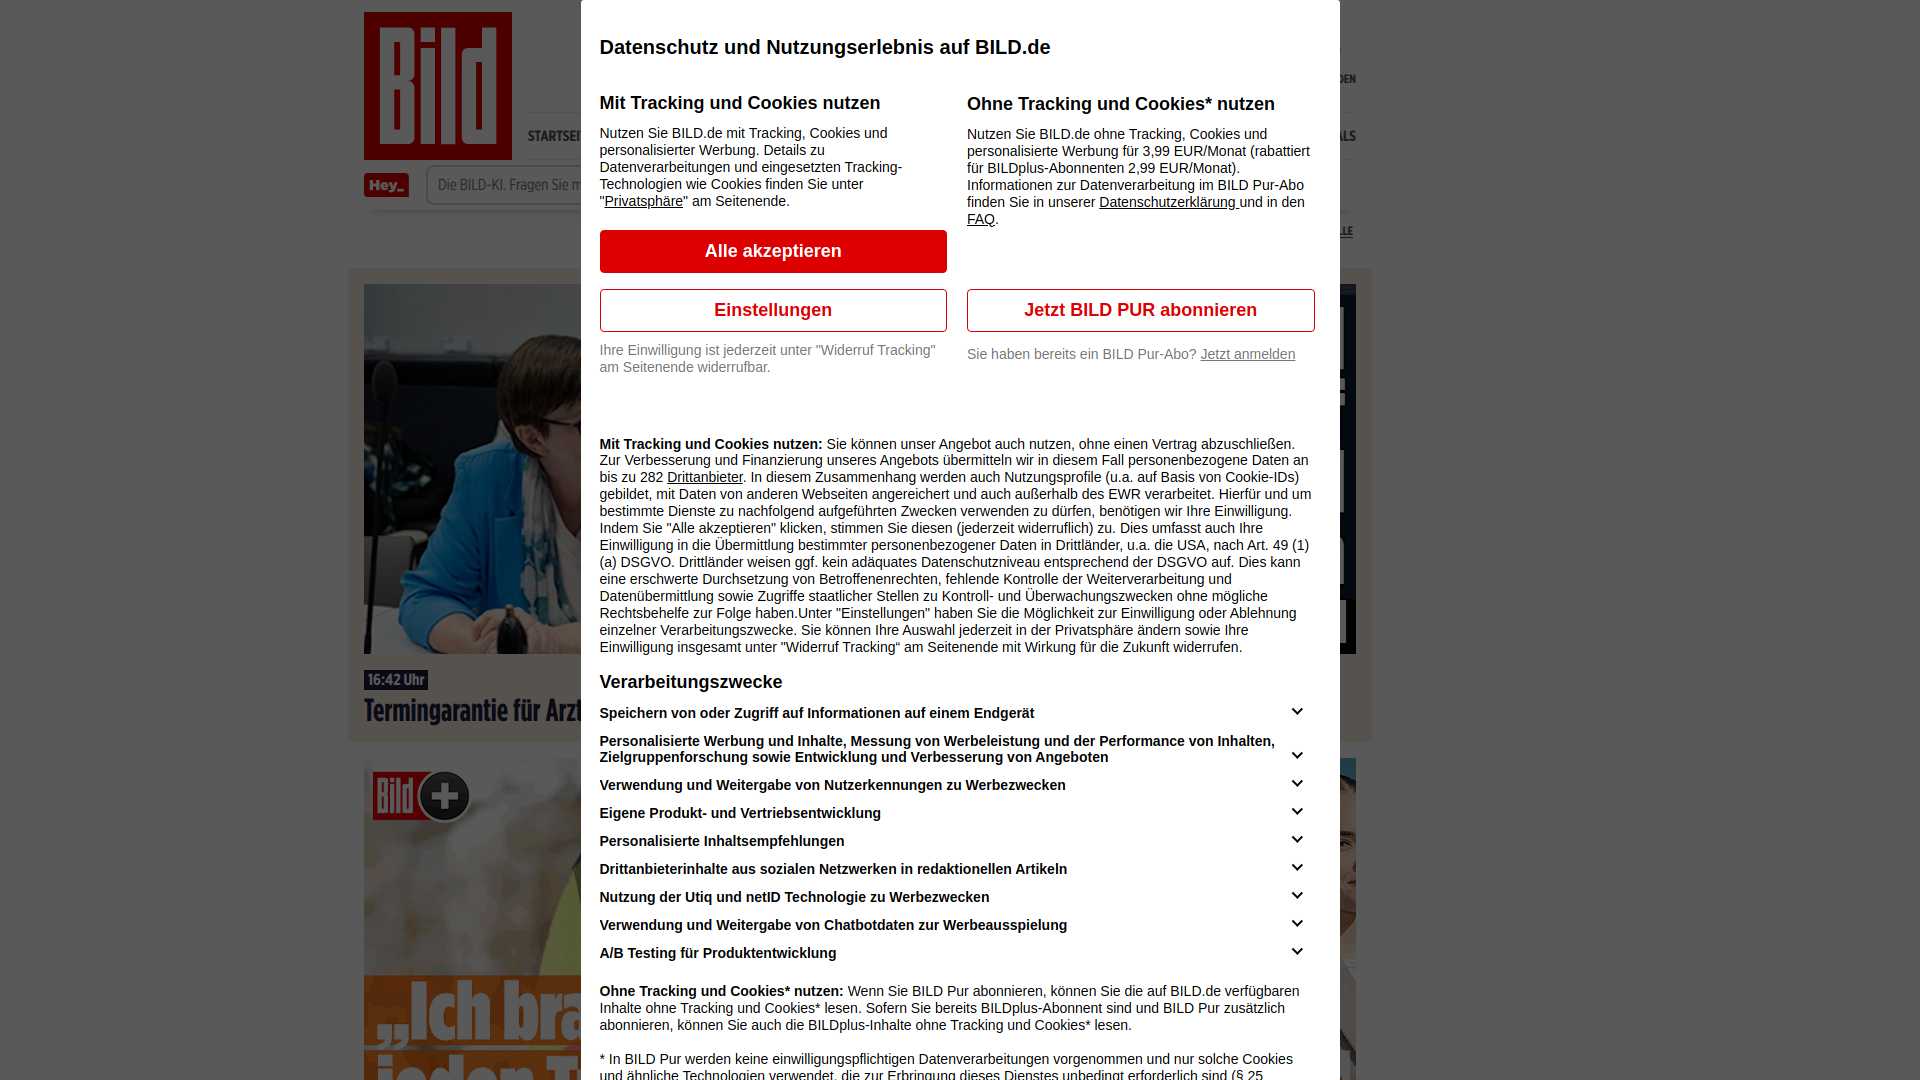 Bild
STARTSEI
Hey_
Die BILD-KI. Fragen Sie m
16:42 Uhr
Termingarantie für Arzt
Bild
„Ich bra
Datenschutz und Nutzungserlebnis auf BILD.de
Mit Tracking und Cookies nutzen
Nutzen Sie BILD.de mit Tracking, Cookies und
personalisierter Werbung. Details zu
Datenverarbeitungen und eingesetzten Tracking-
Technologien wie Cookies finden Sie unter
"Privatsphäre" am Seitenende.
Alle akzeptieren
Einstellungen
Ihre Einwilligung ist jederzeit unter "Widerruf Tracking"
am Seitenende widerrufbar.
Ohne Tracking und Cookies* nutzen
Nutzen Sie BILD.de ohne Tracking, Cookies und
personalisierte Werbung für 3,99 EUR/Monat (rabattiert
für BILDplus-Abonnenten 2,99 EUR/Monat).
Informationen zur Datenverarbeitung im BILD Pur-Abo
finden Sie in unserer Datenschutzerklärung und in den
FAQ.
Jetzt BILD PUR abonnieren
Sie haben bereits ein BILD Pur-Abo? Jetzt anmelden
Mit Tracking und Cookies nutzen: Sie können unser Angebot auch nutzen, ohne einen Vertrag abzuschließen.
Zur Verbesserung und Finanzierung unseres Angebots übermitteln wir in diesem Fall personenbezogene Daten an
bis zu 282 Drittanbieter. In diesem Zusammenhang werden auch Nutzungsprofile (u.a. auf Basis von Cookie-IDs)
gebildet, mit Daten von anderen Webseiten angereichert und auch außerhalb des EWR verarbeitet. Hierfür und um
bestimmte Dienste zu nachfolgend aufgeführten Zwecken verwenden zu dürfen, benötigen wir Ihre Einwilligung.
Indem Sie "Alle akzeptieren" klicken, stimmen Sie diesen (jederzeit widerruflich) zu. Dies umfasst auch Ihre
Einwilligung in die Übermittlung bestimmter personenbezogener Daten in Drittländer, u.a. die USA, nach Art. 49 (1)
(a) DSGVO. Drittländer weisen ggf. kein adäquates Datenschutzniveau entsprechend der DSGVO auf. Dies kann
eine erschwerte Durchsetzung von Betroffenenrechten, fehlende Kontrolle der Weiterverarbeitung und
Datenübermittlung sowie Zugriffe staatlicher Stellen zu Kontroll- und Überwachungszwecken ohne mögliche
Rechtsbehelfe zur Folge haben.Unter "Einstellungen" haben Sie die Möglichkeit zur Einwilligung oder Ablehnung
einzelner Verarbeitungszwecke. Sie können Ihre Auswahl jederzeit in der Privatsphäre ändern sowie Ihre
Einwilligung insgesamt unter "Widerruf Tracking“ am Seitenende mit Wirkung für die Zukunft widerrufen.
Verarbeitungszwecke
Speichern von oder Zugriff auf Informationen auf einem Endgerät
Personalisierte Werbung und Inhalte, Messung von Werbeleistung und der Performance von Inhalten,
Zielgruppenforschung sowie Entwicklung und Verbesserung von Angeboten
Verwendung und Weitergabe von Nutzerkennungen zu Werbezwecken
Eigene Produkt- und Vertriebsentwicklung
Personalisierte Inhaltsempfehlungen
Drittanbieterinhalte aus sozialen Netzwerken in redaktionellen Artikeln
Nutzung der Utiq und netID Technologie zu Werbezwecken
Verwendung und Weitergabe von Chatbotdaten zur Werbeausspielung
A/B Testing für Produktentwicklung
Ohne Tracking und Cookies* nutzen: Wenn Sie BILD Pur abonnieren, können Sie die auf BILD.de verfügbaren
Inhalte ohne Tracking und Cookies* lesen. Sofern Sie bereits BILDplus-Abonnent sind und BILD Pur zusätzlich
abonnieren, können Sie auch die BILDplus-Inhalte ohne Tracking und Cookies* lesen.
* In BILD Pur werden keine einwilligungspflichtigen Datenverarbeitungen vorgenommen und nur solche Cookies
und ähnliche Technologien verwendet, die zur Erbringung dieses Dienstes unbedingt erforderlich sind (§ 25